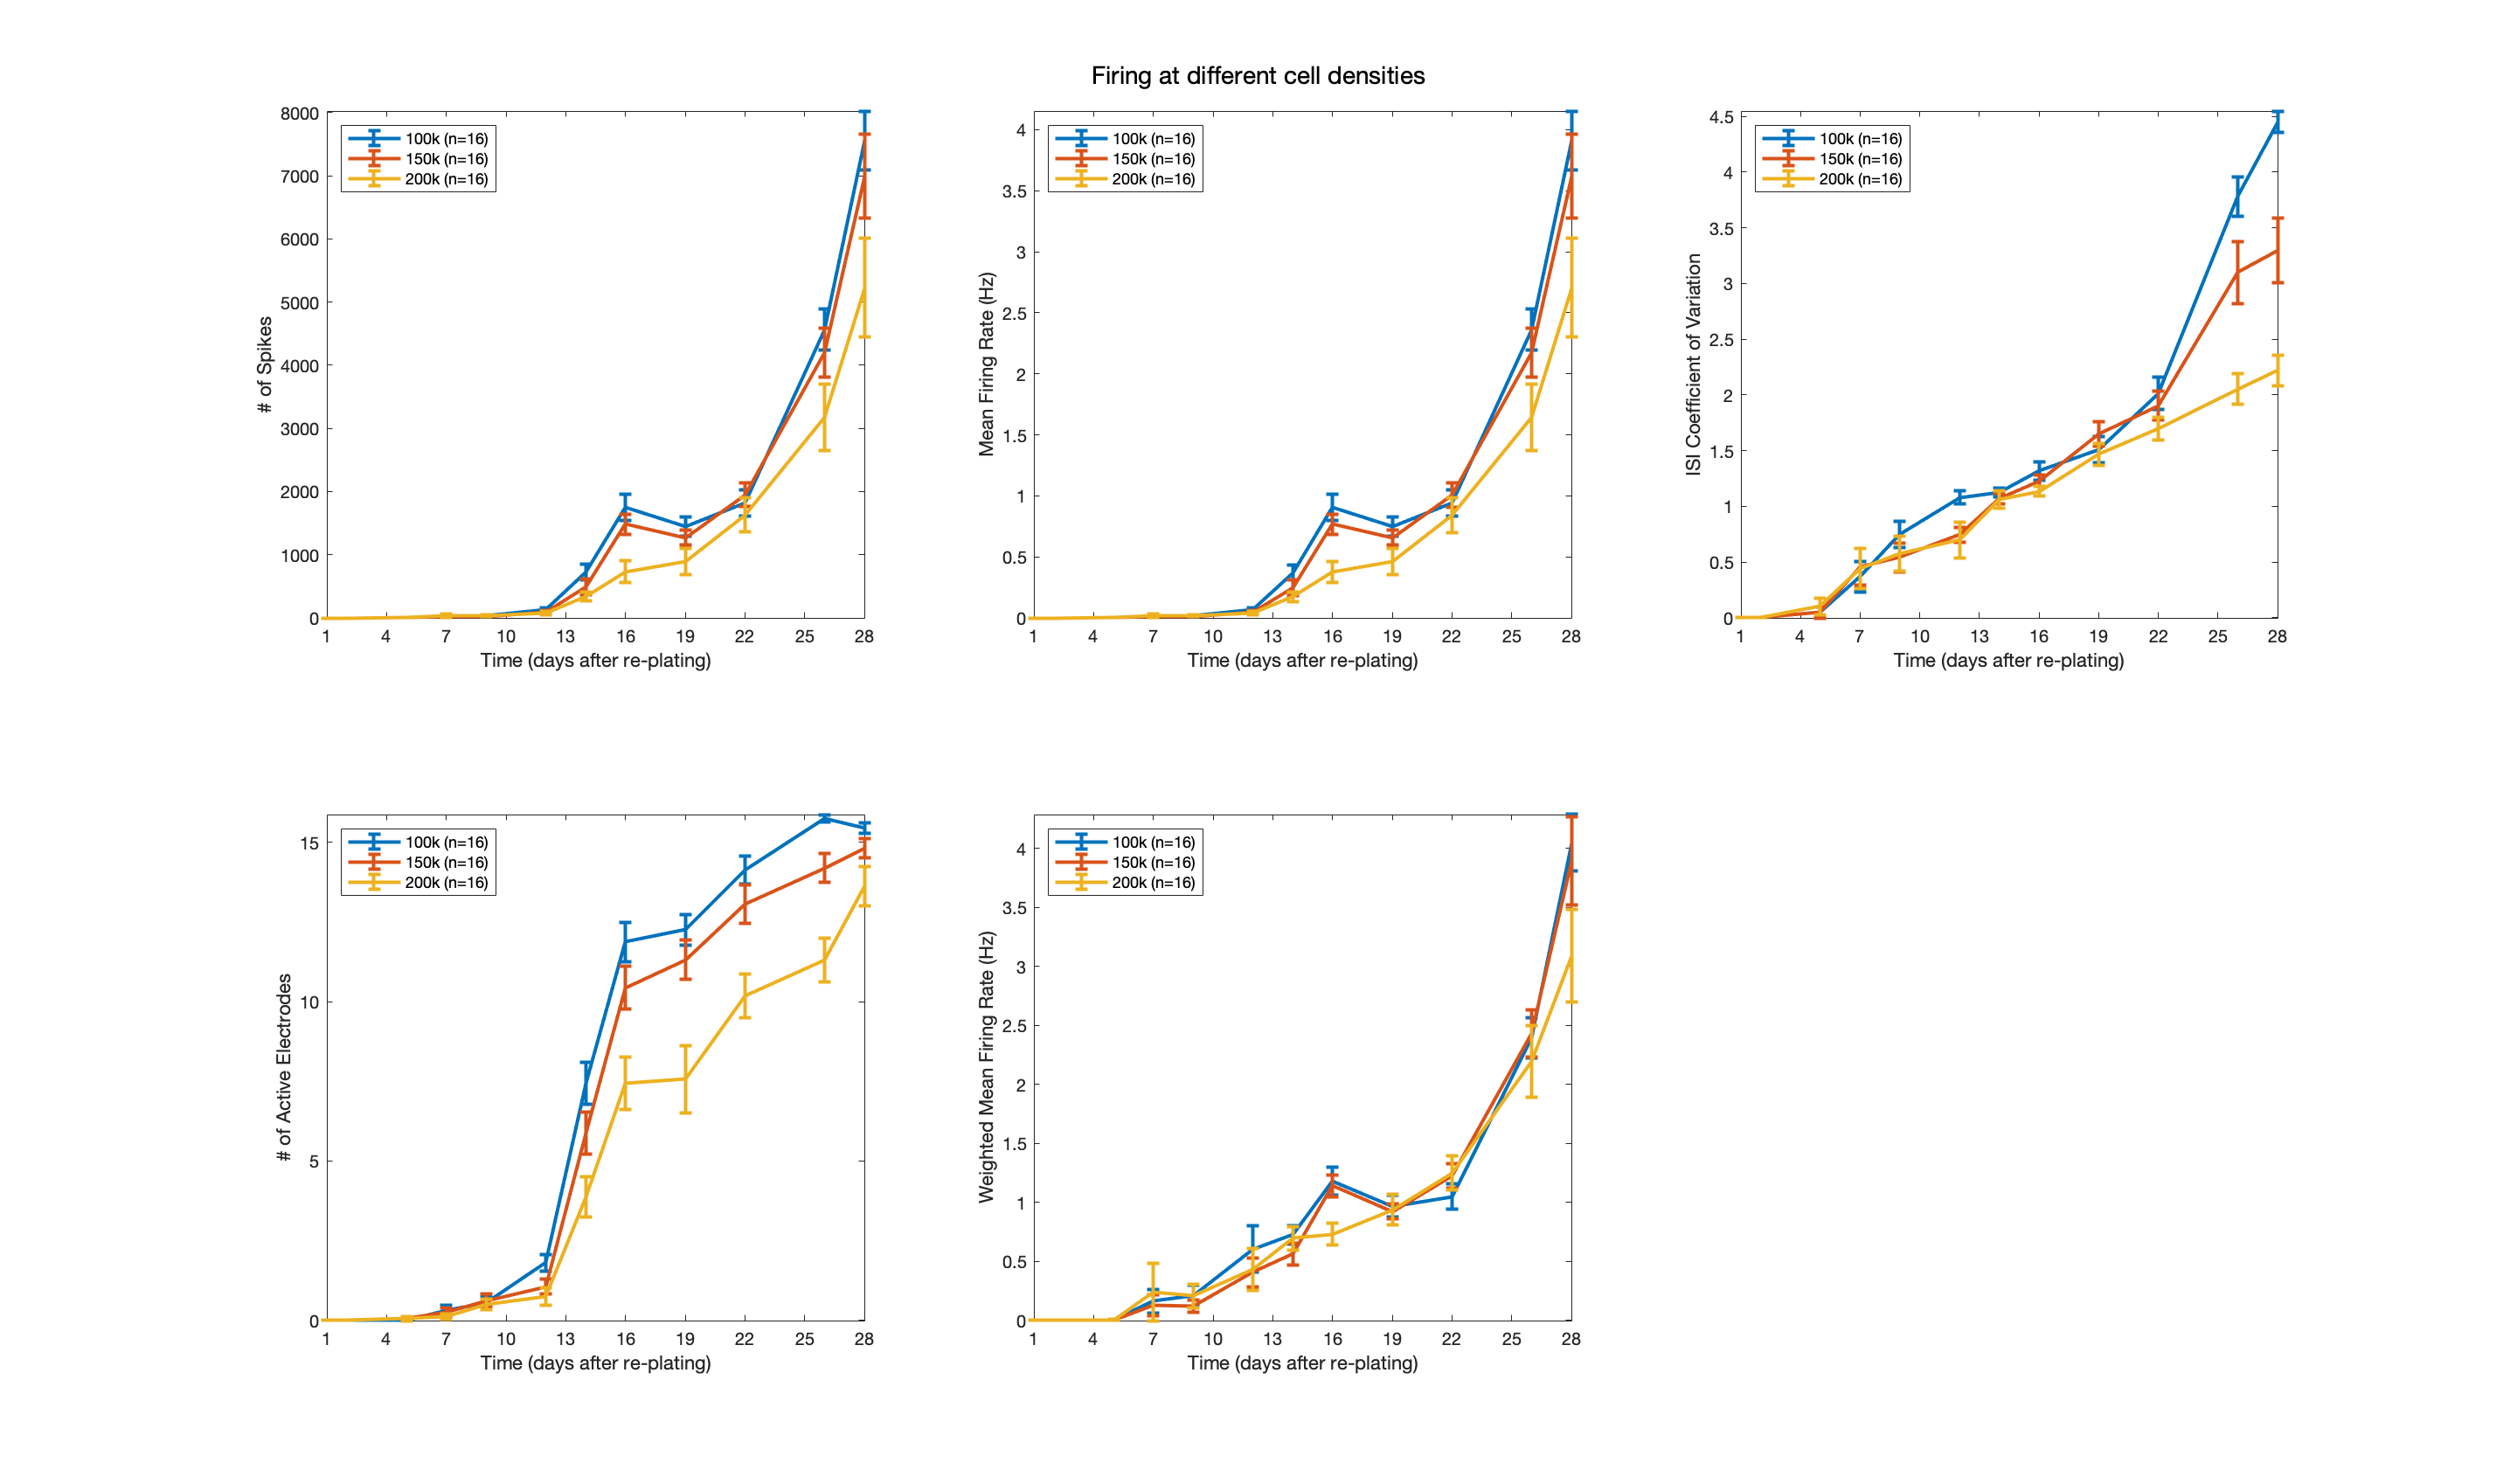 Firing at different cell densities
# of Spikes
8000
7000
6000
5000
4000
3000
2000
1000
0
100k (n=16)
150k (n=16)
200k (n=16)
1 4 7 10 13 16 19 22 25 28
Time (days after re-plating)
Mean Firing Rate (Hz)
4
3.5
3
2.5
2
1.5
1
0.5
0
100k (n=16)
150k (n=16)
200k (n=16)
1 4 7 10 13 16 19 22 25 28
Time (days after re-plating)
ISI Coefficient of Variation
4.5
4
3.5
3
2.5
2
1.5
1
0.5
0
100k (n=16)
150k (n=16)
200k (n=16)
1 4 7 10 13 16 19 22 25 28
Time (days after re-plating)
# of Active Electrodes
15
10
5
0
100k (n=16)
150k (n=16)
200k (n=16)
1 4 7 10 13 16 19 22 25 28
Time (days after re-plating)
Weighted Mean Firing Rate (Hz)
4
3.5
3
2.5
2
1.5
1
0.5
0
100k (n=16)
150k (n=16)
200k (n=16)
1 4 7 10 13 16 19 22 25 28
Time (days after re-plating)